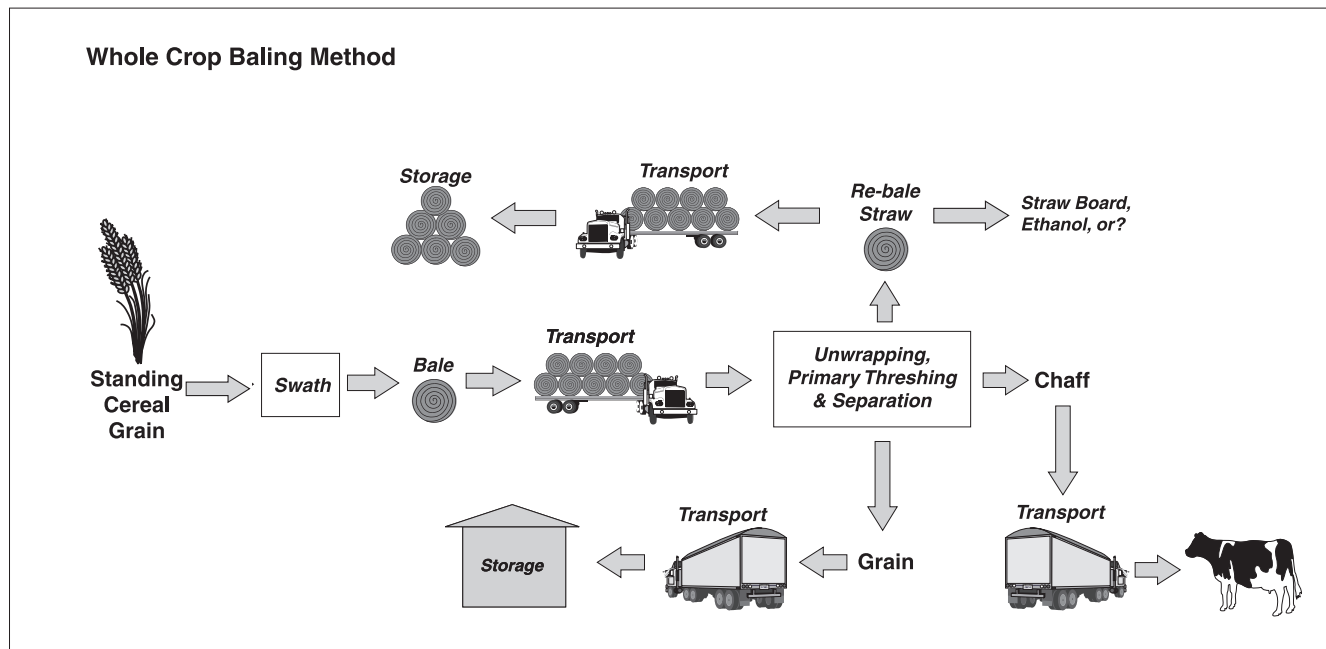 Whole Crop Baling Method
Storage
Transport
Re-bale
Straw
Straw Board,
Ethanol, or?
Standing
Cereal
Grain
Swath
Bale
Transport
Unwrapping,
Primary Threshing
& Separation
Chaff
Storage
Transport
Grain
Transport